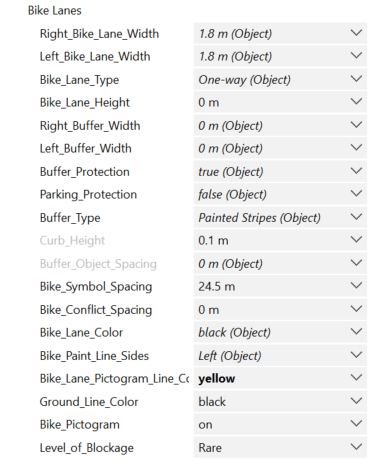 Bike Lanes
Right_Bike_Lane_Width 1.8 m (Object)
Left_Bike_Lane_Width 1.8 m (Object)
Bike_Lane_Type One-way (Object)
Bike_Lane_Height 0 m
Right_Buffer_Width 0 m (Object)
Left_Buffer_Width 0 m (Object)
Buffer_Protection true (Object)
Parking_Protection false (Object)
Buffer_Type Painted Stripes (Object)
Curb_Height 0.1 m
Buffer_Object_Spacing 0 m (Object)
Bike_Symbol_Spacing 24.5 m
Bike_Conflict_Spacing 0 m
Bike_Lane_Color black (Object)
Bike_Paint_Line_Sides Left (Object)
Bike_Lane_Pictogram_Line_Cc yellow
Ground_Line_Color black
Bike_Pictogram on
Level_of_Blockage Rare